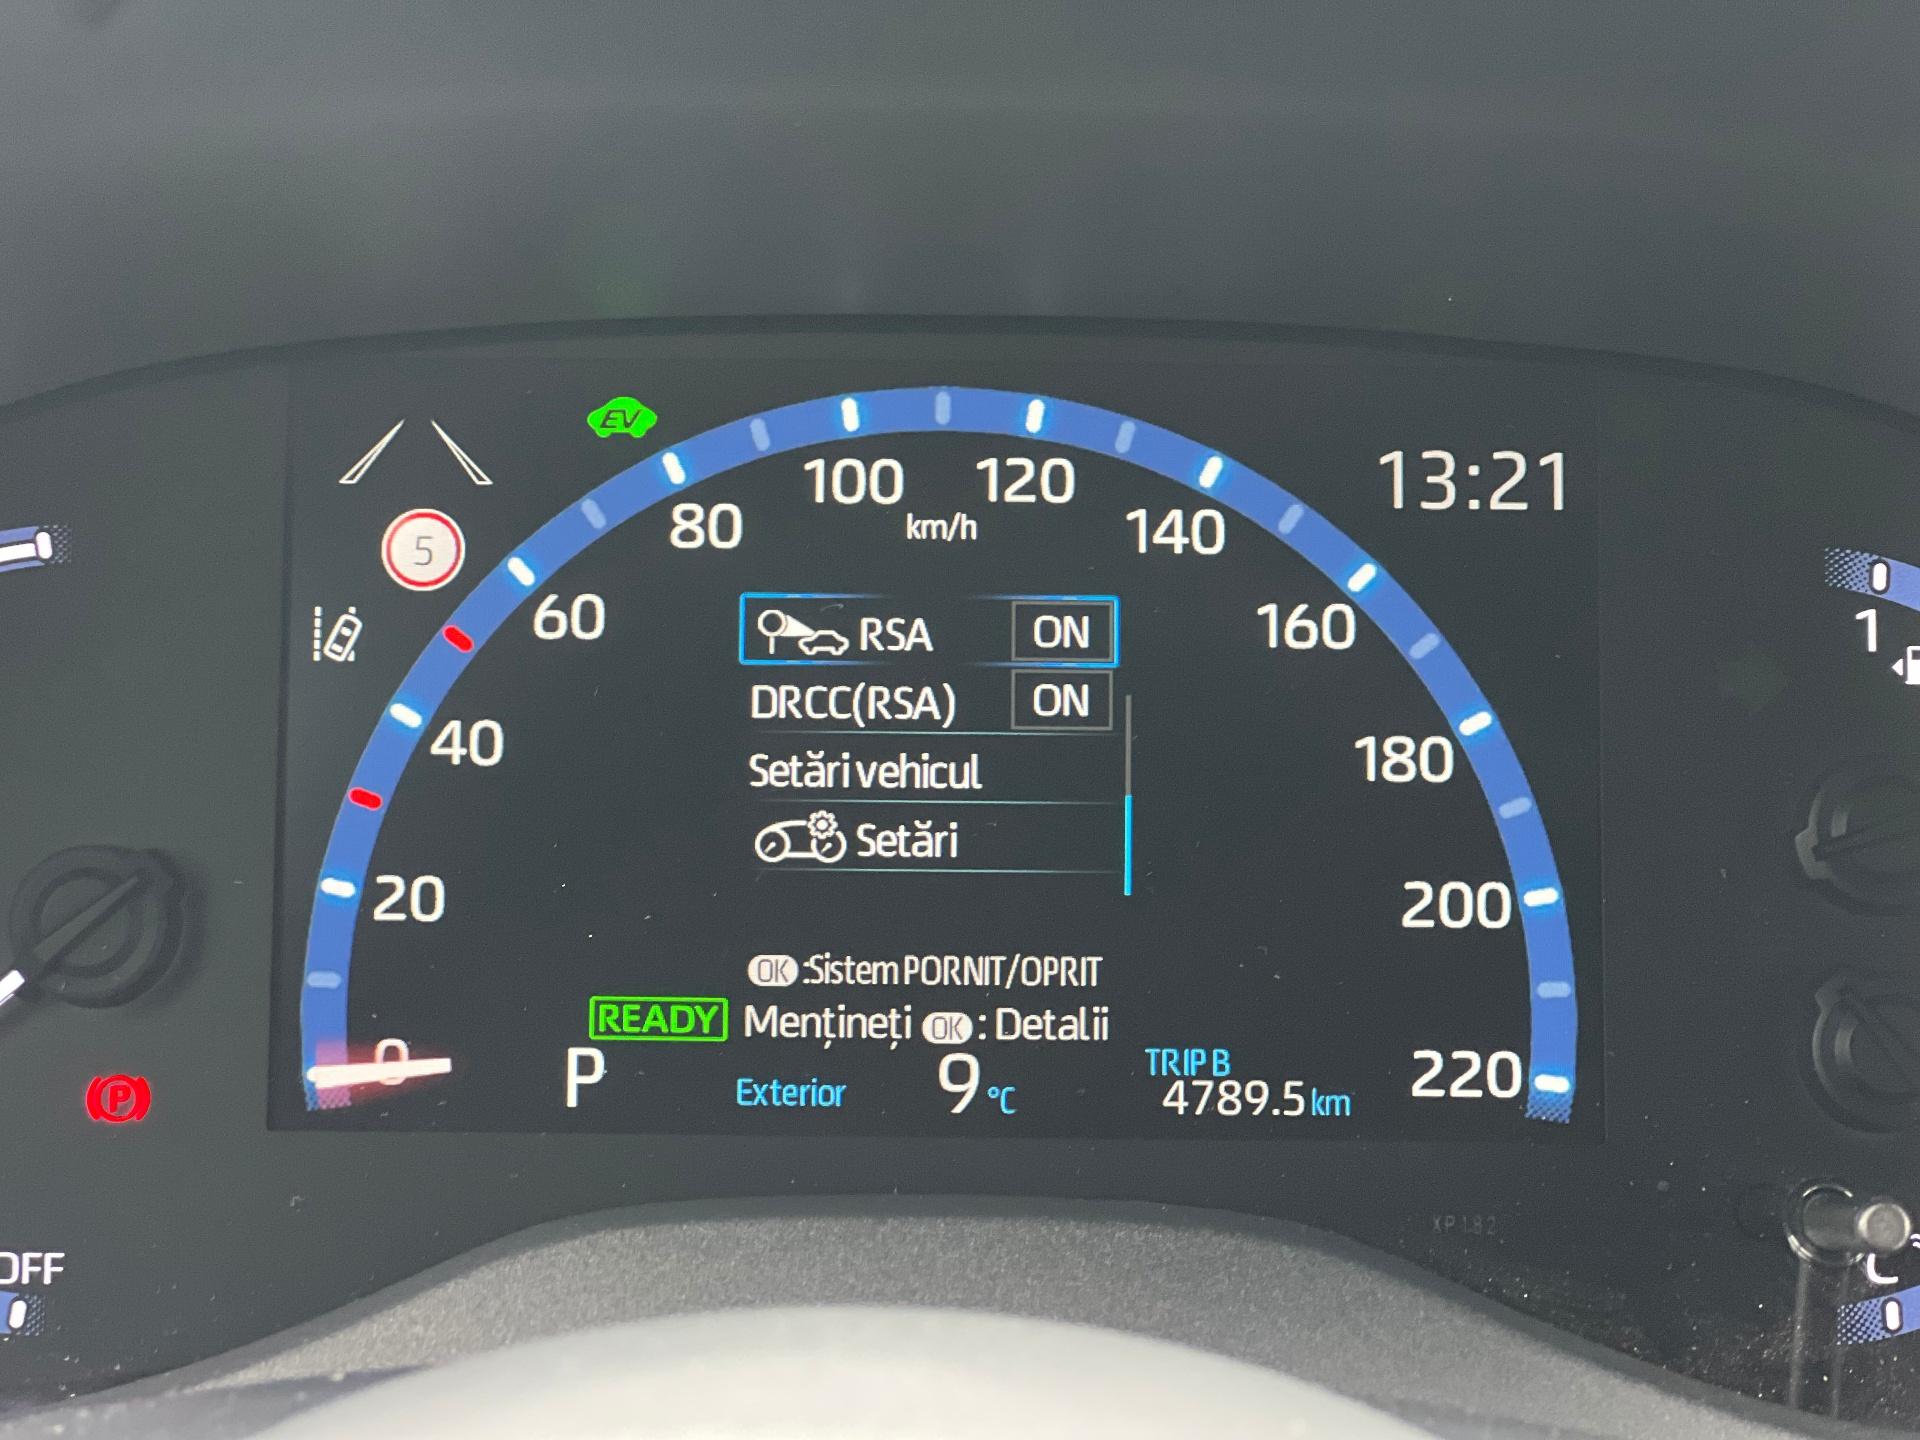 EV
13:21
100
120
km/h
80
140
5
60
160
RSA ON
DRCC(RSA) ON
40
180
Setări vehicul
Setări
20
200
OK :Sistem PORNIT/OPRIT
READY
Mențineți OK : Detalii
0
P
Exterior 9 °C
TRIP B
4789.5 km
220
1
P
XP182
OFF
C